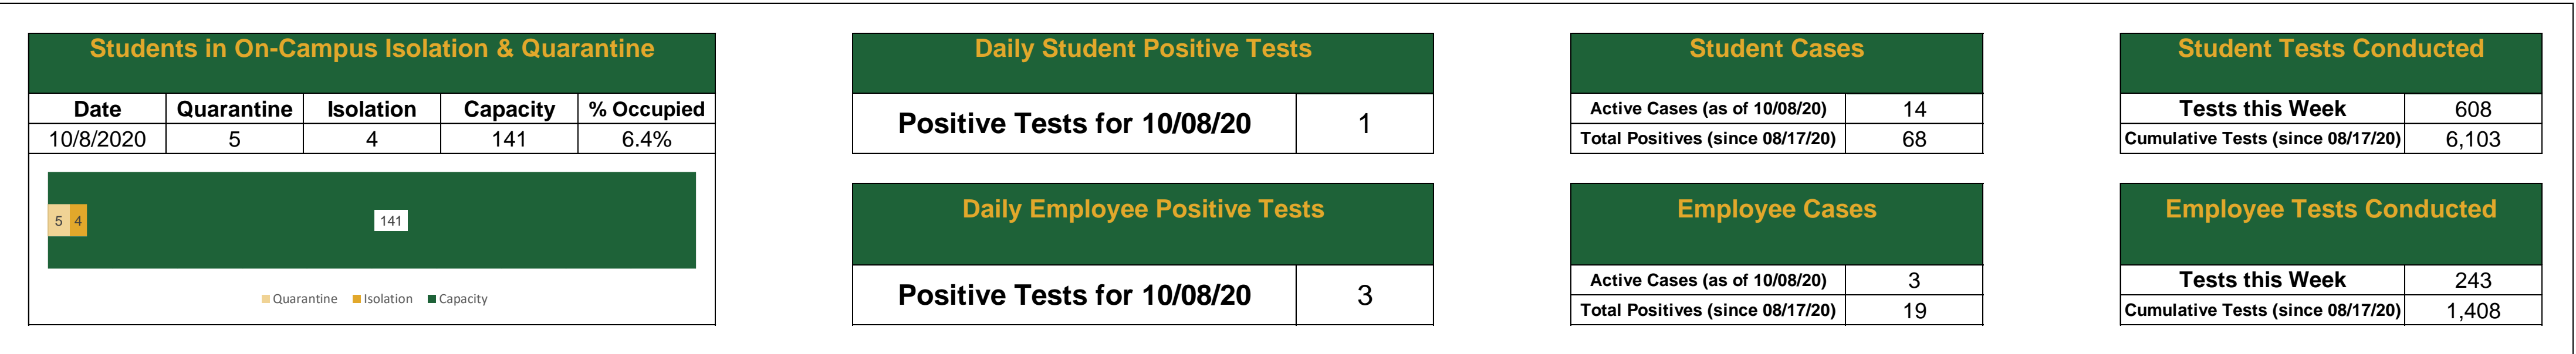 Students in On-Campus Isolation & Quarantine
Date Quarantine Isolation Capacity % Occupied
10/8/2020 5 4 141 6.4%
5 4 141
Quarantine Isolation Capacity
Daily Student Positive Tests
Positive Tests for 10/08/20 1
Daily Employee Positive Tests
Positive Tests for 10/08/20 3
Student Cases
Active Cases (as of 10/08/20) 14
Total Positives (since 08/17/20) 68
Employee Cases
Active Cases (as of 10/08/20) 3
Total Positives (since 08/17/20) 19
Student Tests Conducted
Tests this Week 608
Cumulative Tests (since 08/17/20) 6,103
Employee Tests Conducted
Tests this Week 243
Cumulative Tests (since 08/17/20) 1,408